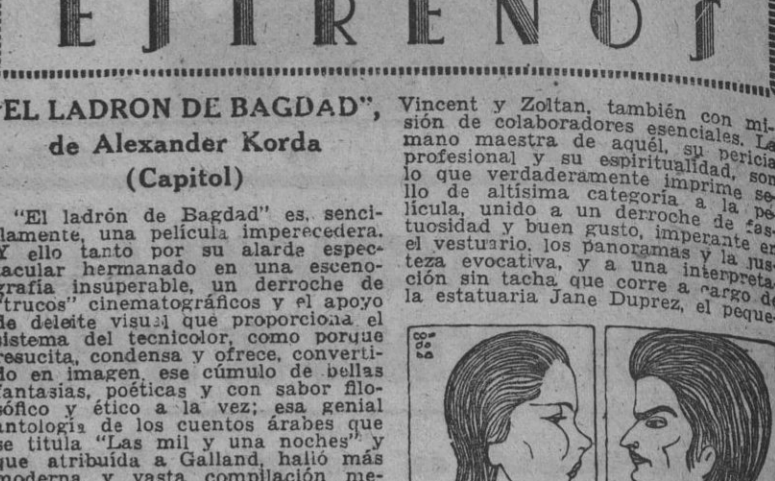 ESTRENOS
"EL LADRON DE BAGDAD",
de Alexander Korda
(Capitol)
"El ladrón de Bagdad" es, senci-
lamente, una película imperecedera.
Y ello tanto por su alarde espec-
tacular hermanado en una esceno-
grafía insuperable, un derroche de
"trucos" cinematográficos y el apoyo
de deleite visual que proporciona el
sistema del tecnicolor, como porque
resucita, condensa y ofrece, converti-
do en imagen, ese cúmulo de bellas
fantasias, poéticas y con sabor filo-
sófico y ético a la vez; esa genial
antología de los cuentos árabes que
se titula "Las mil y una noches" y
que atribuída a Galland, halló más
moderna y vasta compilación me-
Vincent y Zoltan, también con mi-
sión de colaboradores esenciales. La
mano maestra de aquél, su pericia
profesional y su espiritualidad, son
lo que verdaderamente imprime se-
llo de altísima categoría a la pe-
lícula, unido a un derroche de fas-
tuosidad y buen gusto, imperante en
el vestuario, los panoramas y la jus-
teza evocativa, y a una interpreta-
ción sin tacha que corre a cargo de
la estatuaria Jane Duprez, el peque-